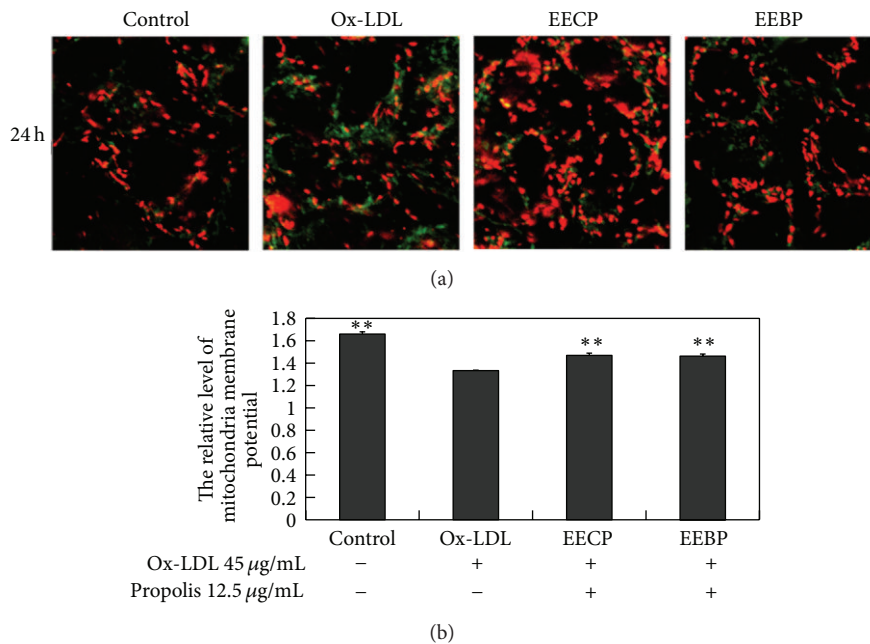 Control Ox-LDL EECP EEBP
24 h
(a)
The relative level of
mitochondria membrane
potential
1.8
1.6
1.4
1.2
1
0.8
0.6
0.4
0.2
0
** ** **
Control Ox-LDL EECP EEBP
Ox-LDL 45 μg/mL − + + +
Propolis 12.5 μg/mL − − + +
(b)